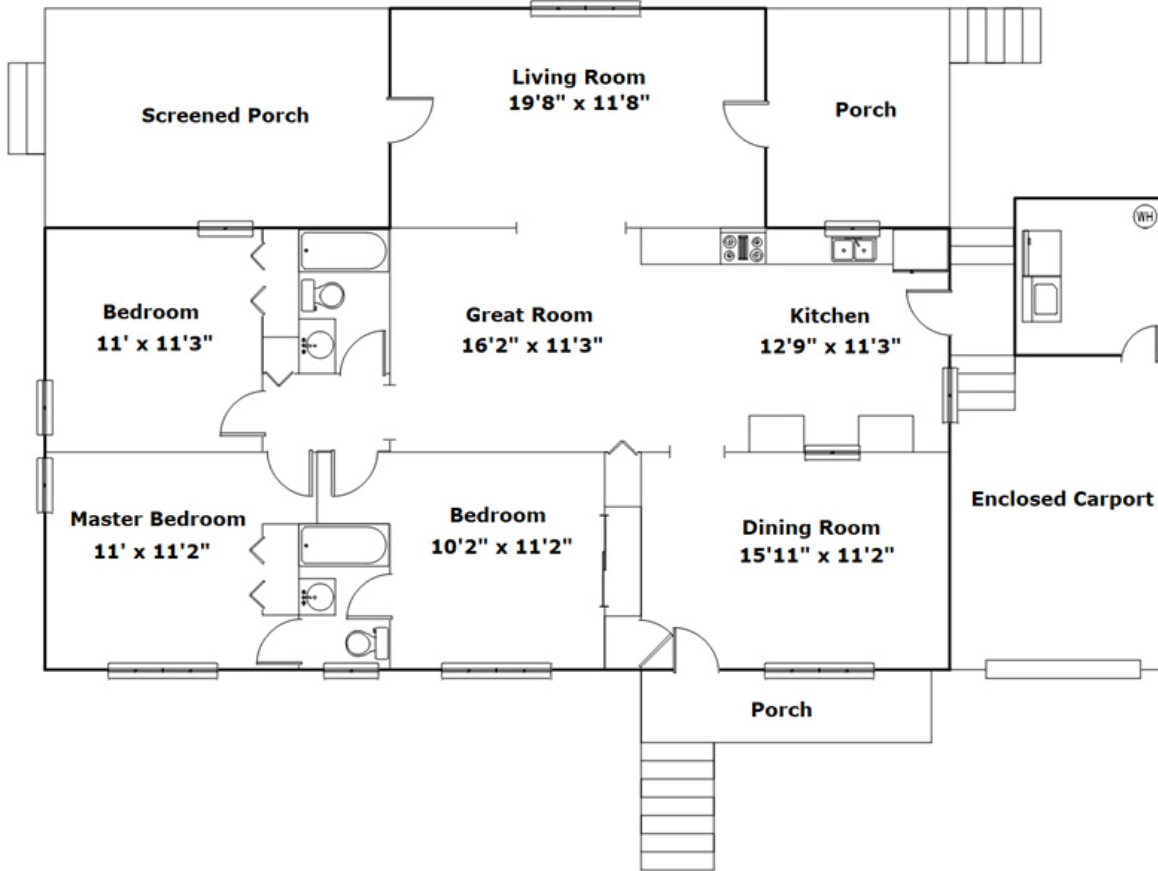 Living Room
19'8" x 11'8"
Screened Porch
Porch
WH
Bedroom
11' x 11'3"
Great Room
16'2" x 11'3"
Kitchen
12'9" x 11'3"
Master Bedroom
11' x 11'2"
Bedroom
10'2" x 11'2"
Dining Room
15'11" x 11'2"
Enclosed Carport
Porch